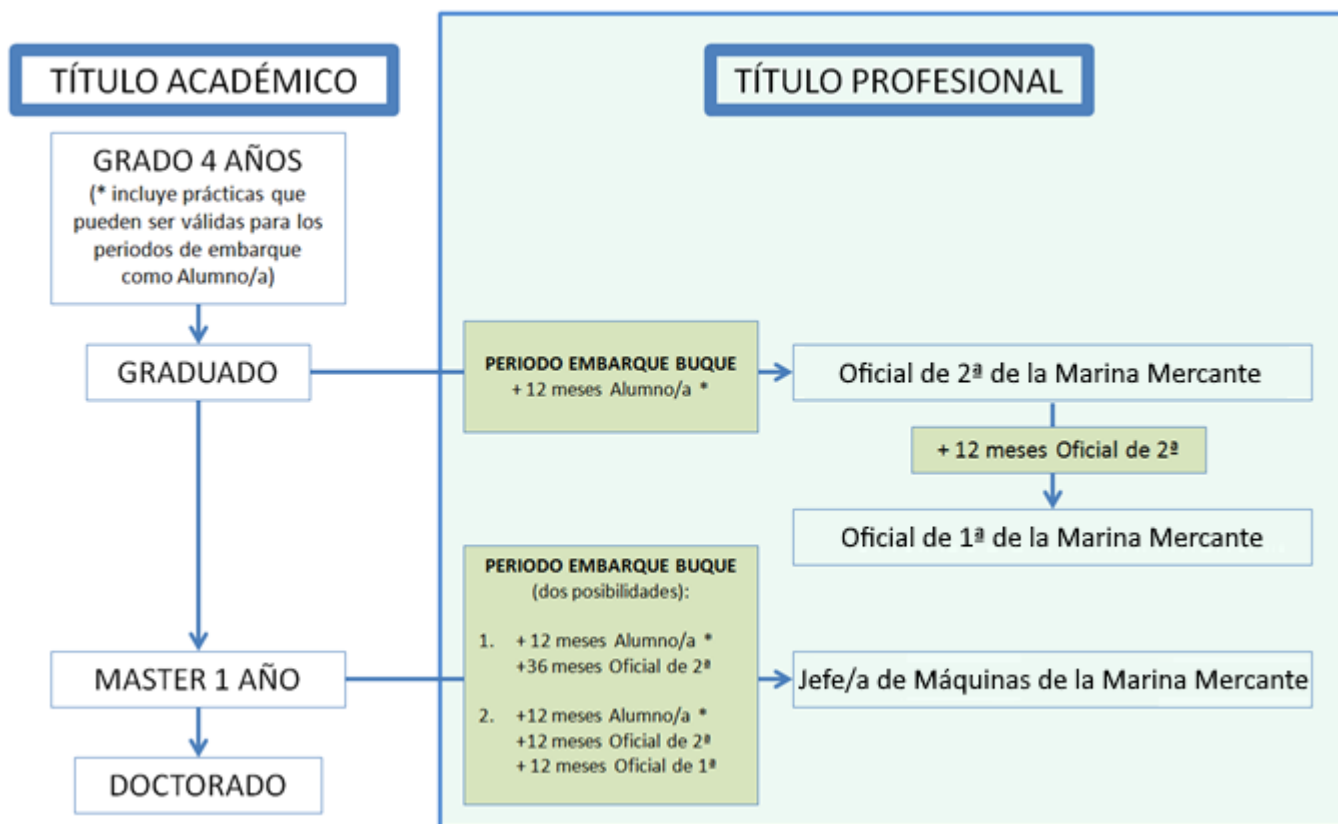 TÍTULO ACADÉMICO
TÍTULO PROFESIONAL
GRADO 4 AÑOS
(* incluye prácticas que
pueden ser válidas para los
periodos de embarque
como Alumno/a)
GRADUADO
PERIODO EMBARQUE BUQUE
+ 12 meses Alumno/a *
Oficial de 2ª de la Marina Mercante
+ 12 meses Oficial de 2ª
Oficial de 1ª de la Marina Mercante
PERIODO EMBARQUE BUQUE
(dos posibilidades):
1. + 12 meses Alumno/a *
+36 meses Oficial de 2ª
2. +12 meses Alumno/a *
+12 meses Oficial de 2ª
+ 12 meses Oficial de 1ª
MASTER 1 AÑO
Jefe/a de Máquinas de la Marina Mercante
DOCTORADO